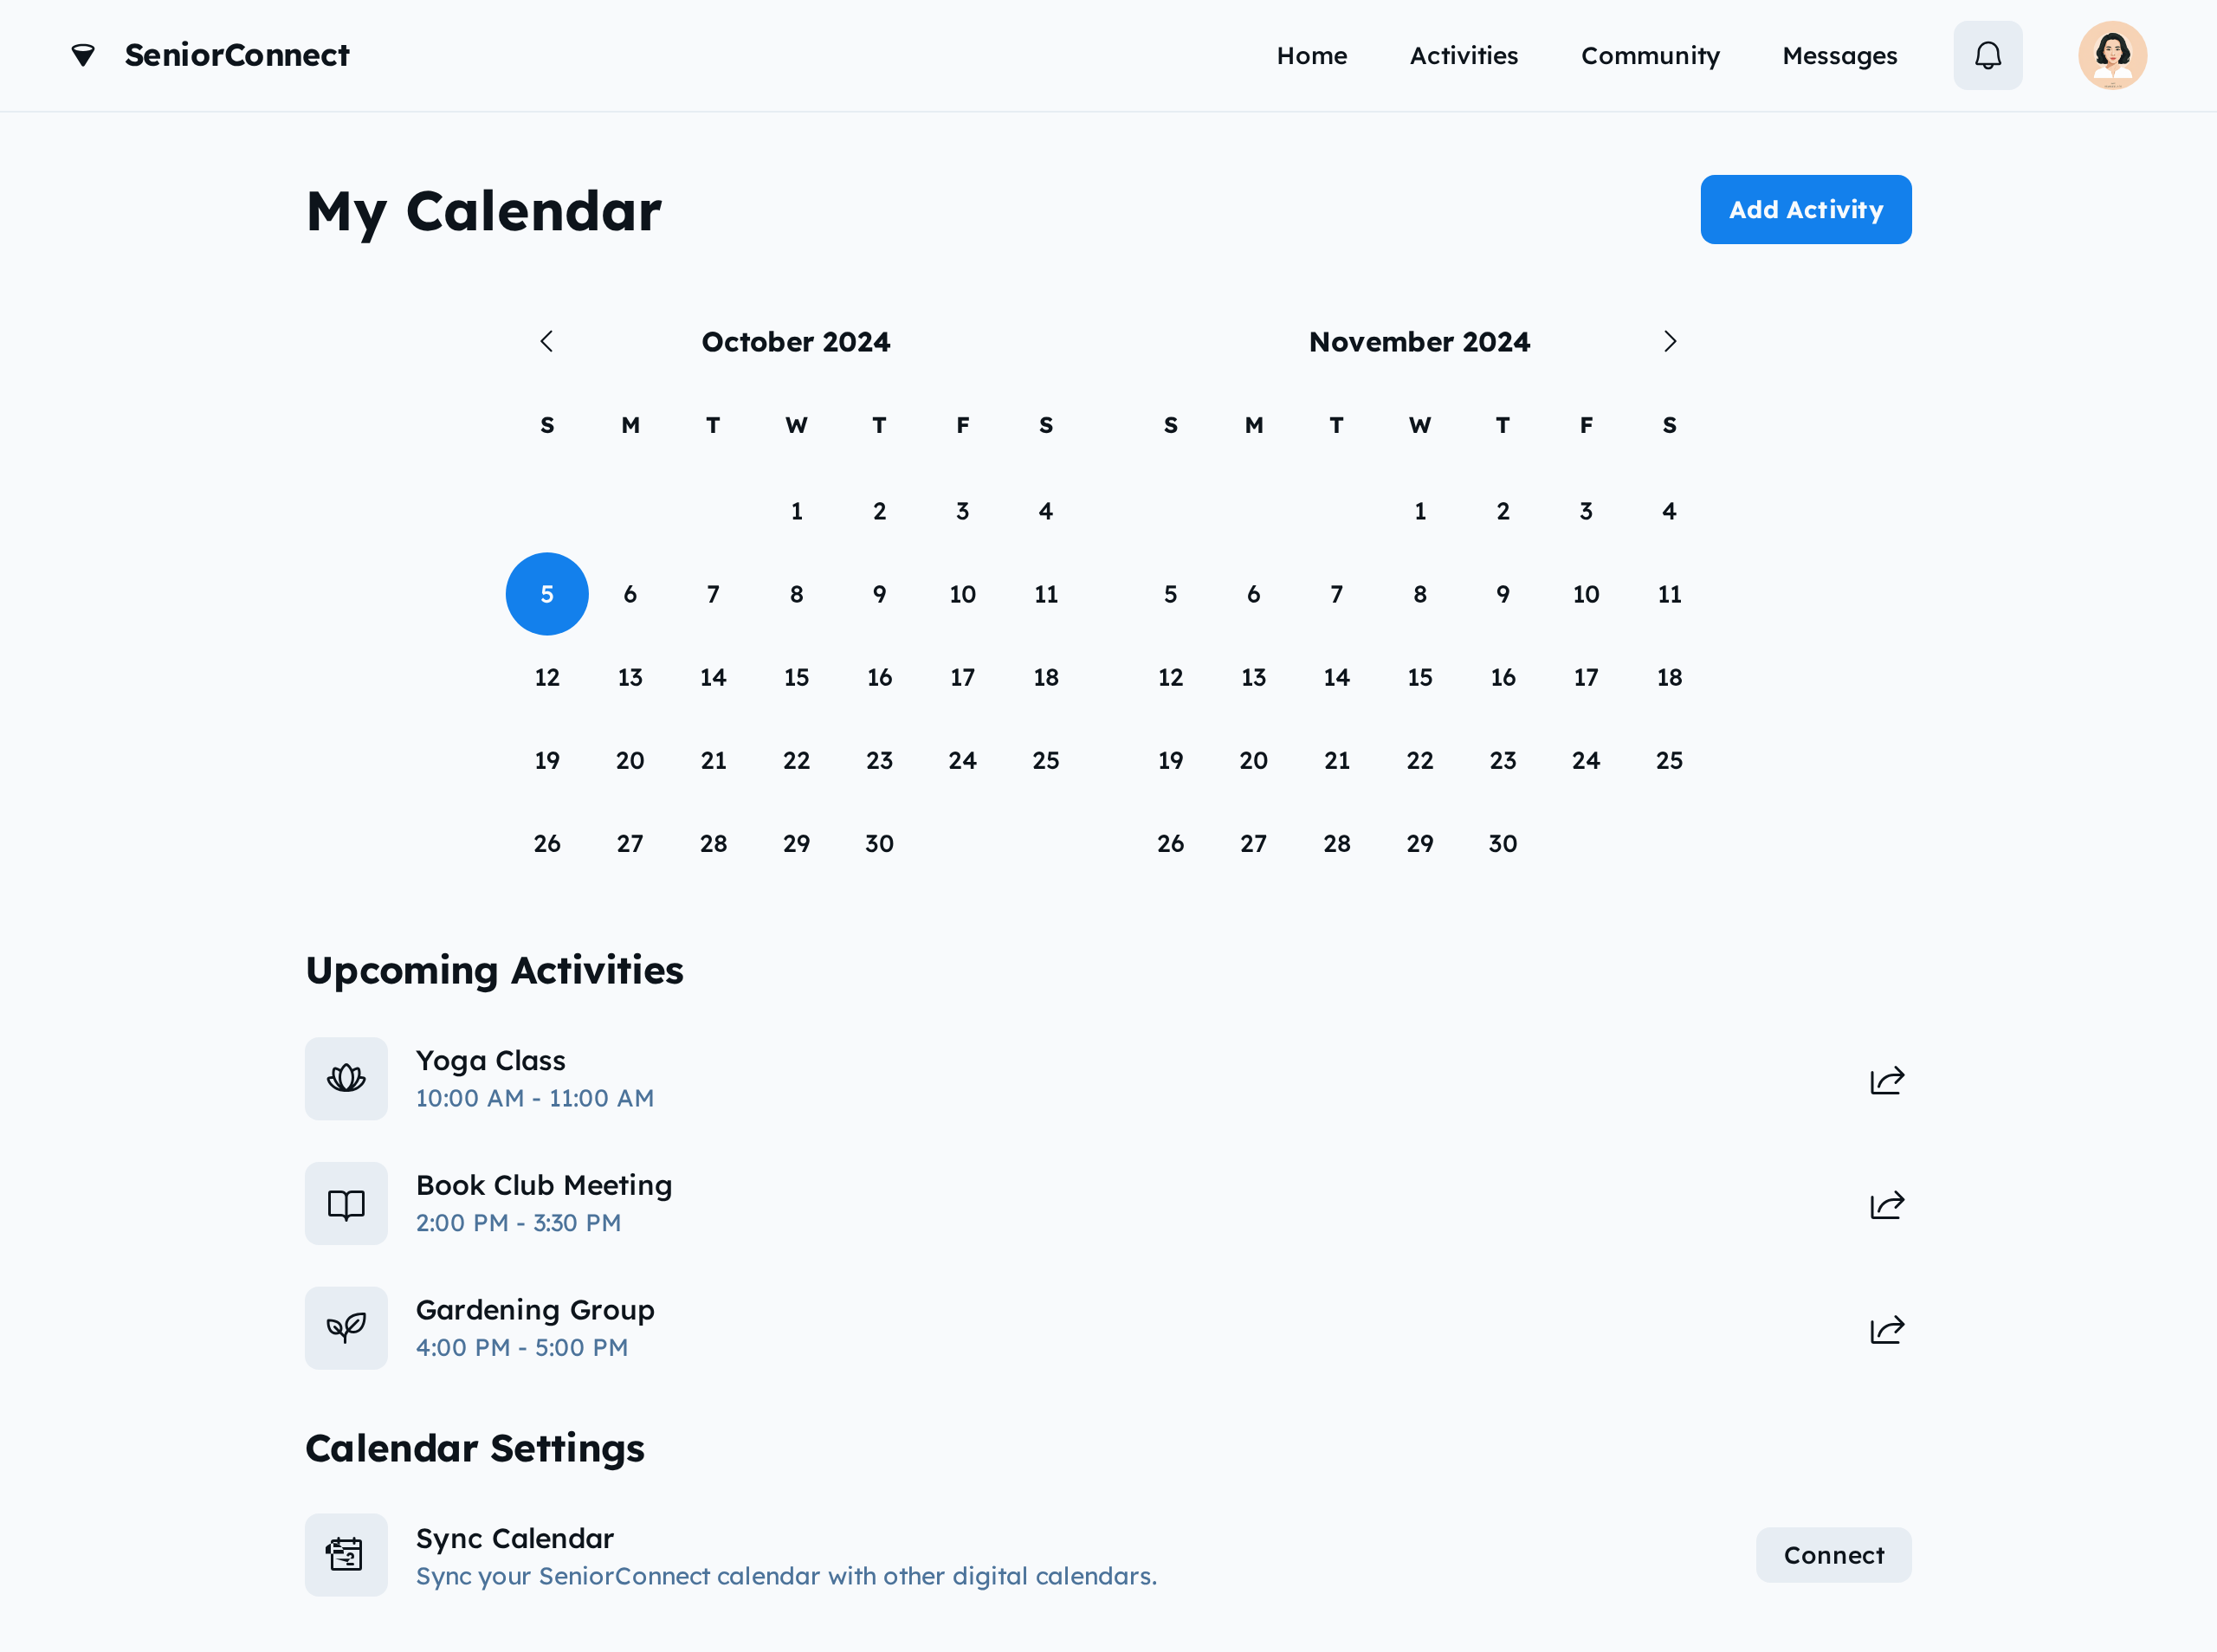 SeniorConnect
Home Activities Community Messages
My Calendar
Add Activity
October 2024
S M T W T F S
1 2 3 4
5 6 7 8 9 10 11
12 13 14 15 16 17 18
19 20 21 22 23 24 25
26 27 28 29 30
November 2024
S M T W T F S
1 2 3 4
5 6 7 8 9 10 11
12 13 14 15 16 17 18
19 20 21 22 23 24 25
26 27 28 29 30
Upcoming Activities
Yoga Class
10:00 AM - 11:00 AM
Book Club Meeting
2:00 PM - 3:30 PM
Gardening Group
4:00 PM - 5:00 PM
Calendar Settings
Sync Calendar
Sync your SeniorConnect calendar with other digital calendars.
Connect